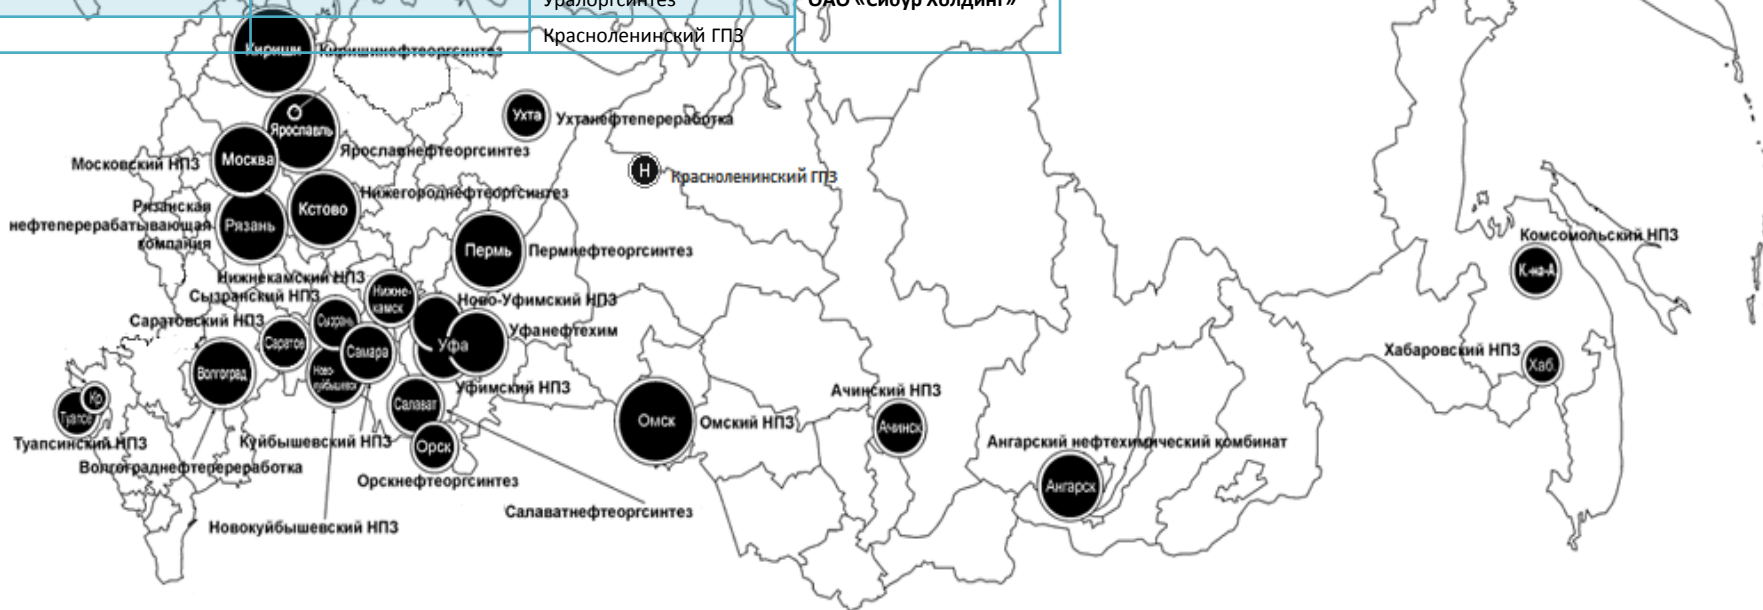 Уралоргсинтез
ОАО «Сибур Холдинг»
Красноленинский ГПЗ
Кириши
Киришинефтеоргсинтез
Ярославль
Ярославнефтеоргсинтез
Ухта
Ухтанефтепереработка
Московский НПЗ
Москва
Н
Красноленинский ГПЗ
Кстово
Нижегороднефтеоргсинтез
Рязанская
нефтеперерабатывающая
компания
Рязань
Пермь
Пермнефтеоргсинтез
Комсомольский НПЗ
К-на-А
Нижнекамский НПЗ
Нижне-
камск
Сызранский НПЗ
Сызрань
Ново-Уфимский НПЗ
Саратовский НПЗ
Саратов
Самара
Уфа
Уфанефтехим
Волгоград
Ново-
куйбышевск
Уфимский НПЗ
Хабаровский НПЗ
Хаб.
Кр
Туапсе
Салават
Ачинский НПЗ
Ачинск
Омск
Омский НПЗ
Туапсинский НПЗ
Куйбышевский НПЗ
Орск
Ангарский нефтехимический комбинат
Ангарск
Волгограднефтепереработка
Орскнефтеоргсинтез
Салаватнефтеоргсинтез
Новокуйбышевский НПЗ